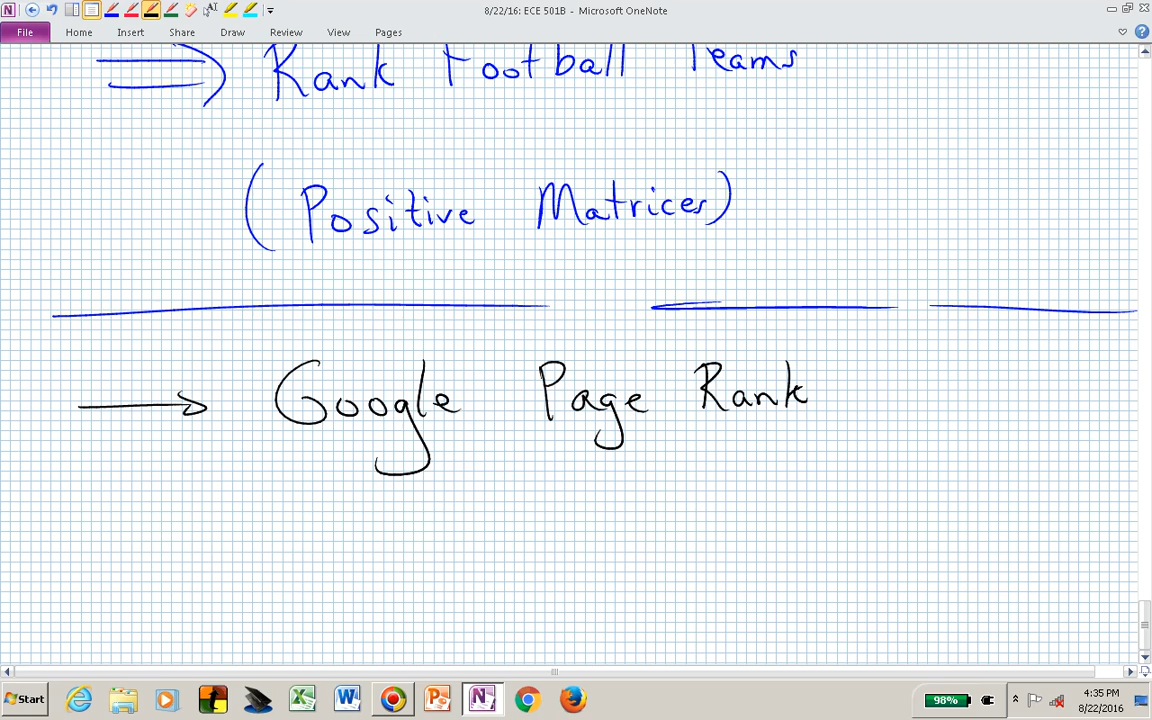 8/22/16: ECE 501B - Microsoft OneNote
File Home Insert Share Draw Review View Pages
⇒ Rank Football Teams
(Positive Matrices)
→ Google Page Rank
Start
98%
4:35 PM
8/22/2016